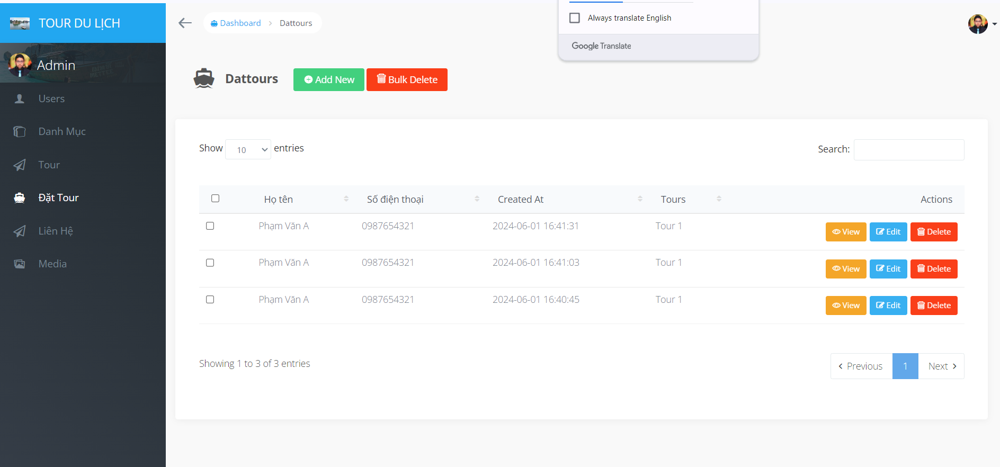 TOUR DU LỊCH
Dashboard > Dattours
Always translate English
Google Translate
Admin
Dattours
Add New
Bulk Delete
Users
Danh Mục
Tour
Đặt Tour
Liên Hệ
Media
Show 10 entries
Search:
Họ tên Số điện thoại Created At Tours Actions
Phạm Văn A 0987654321 2024-06-01 16:41:31 Tour 1 View Edit Delete
Phạm Văn A 0987654321 2024-06-01 16:41:03 Tour 1 View Edit Delete
Phạm Văn A 0987654321 2024-06-01 16:40:45 Tour 1 View Edit Delete
Showing 1 to 3 of 3 entries
Previous 1 Next